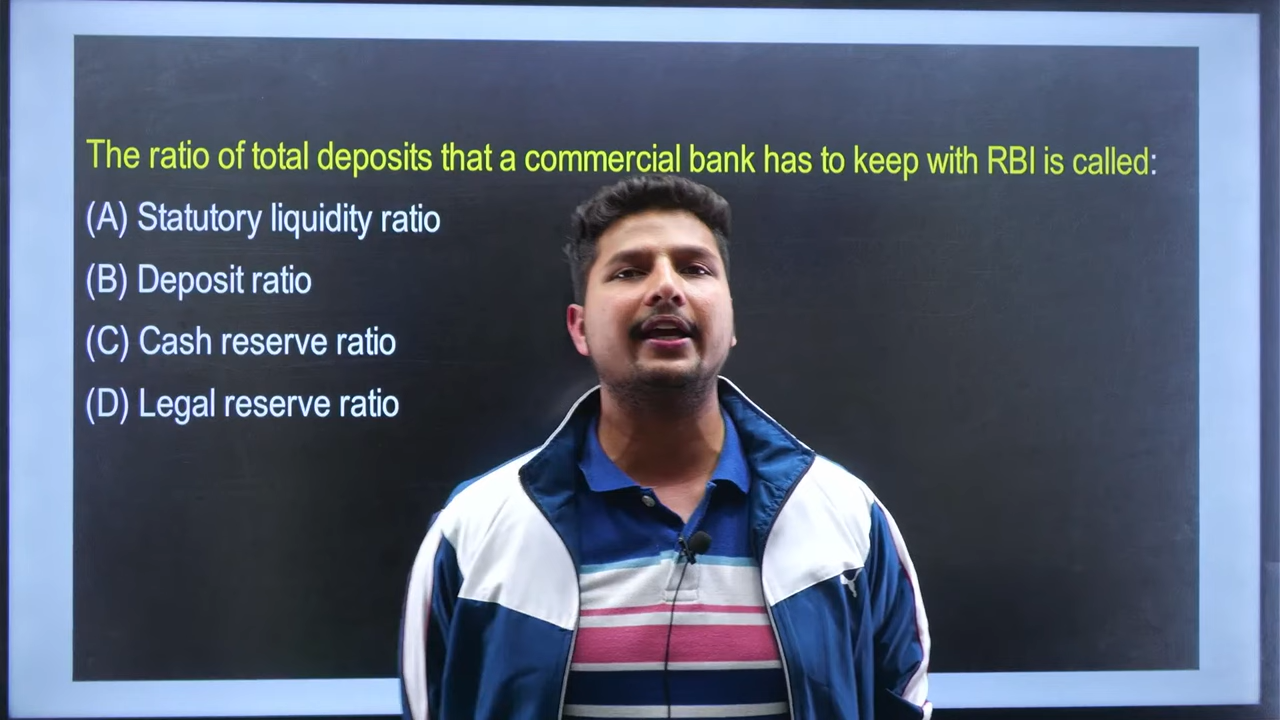 The ratio of total deposits that a commercial bank has to keep with RBI is called:
(A) Statutory liquidity ratio
(B) Deposit ratio
(C) Cash reserve ratio
(D) Legal reserve ratio